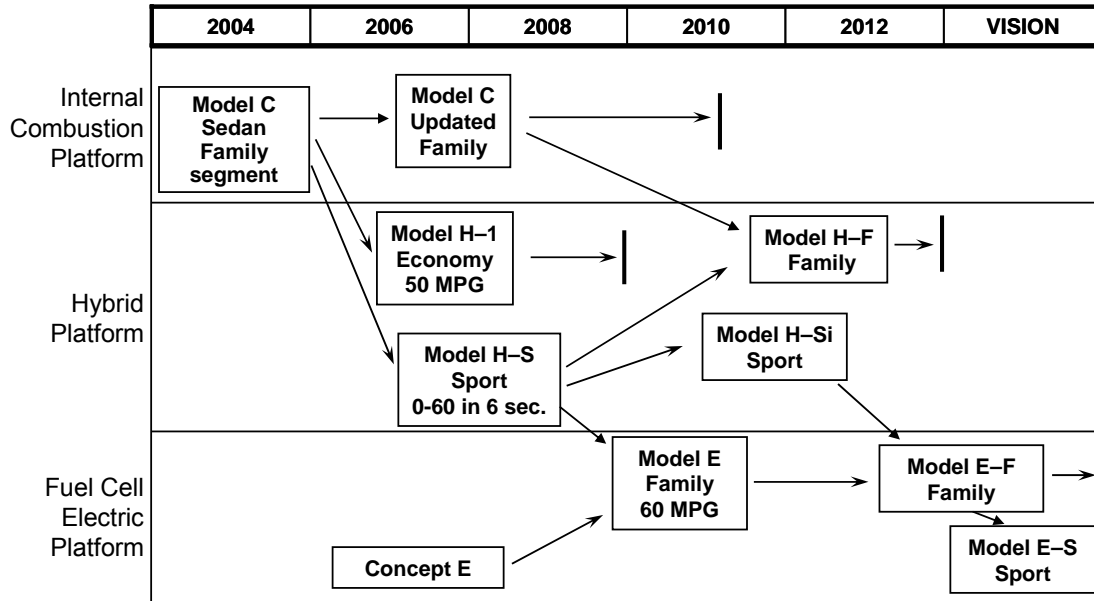 2004
2006
2008
2010
2012
VISION
Internal
Combustion
Platform
Model C
Sedan
Family
segment
Model C
Updated
Family
Hybrid
Platform
Model H–1
Economy
50 MPG
Model H–F
Family
Model H–S
Sport
0-60 in 6 sec.
Model H–Si
Sport
Fuel Cell
Electric
Platform
Model E
Family
60 MPG
Model E–F
Family
Concept E
Model E–S
Sport